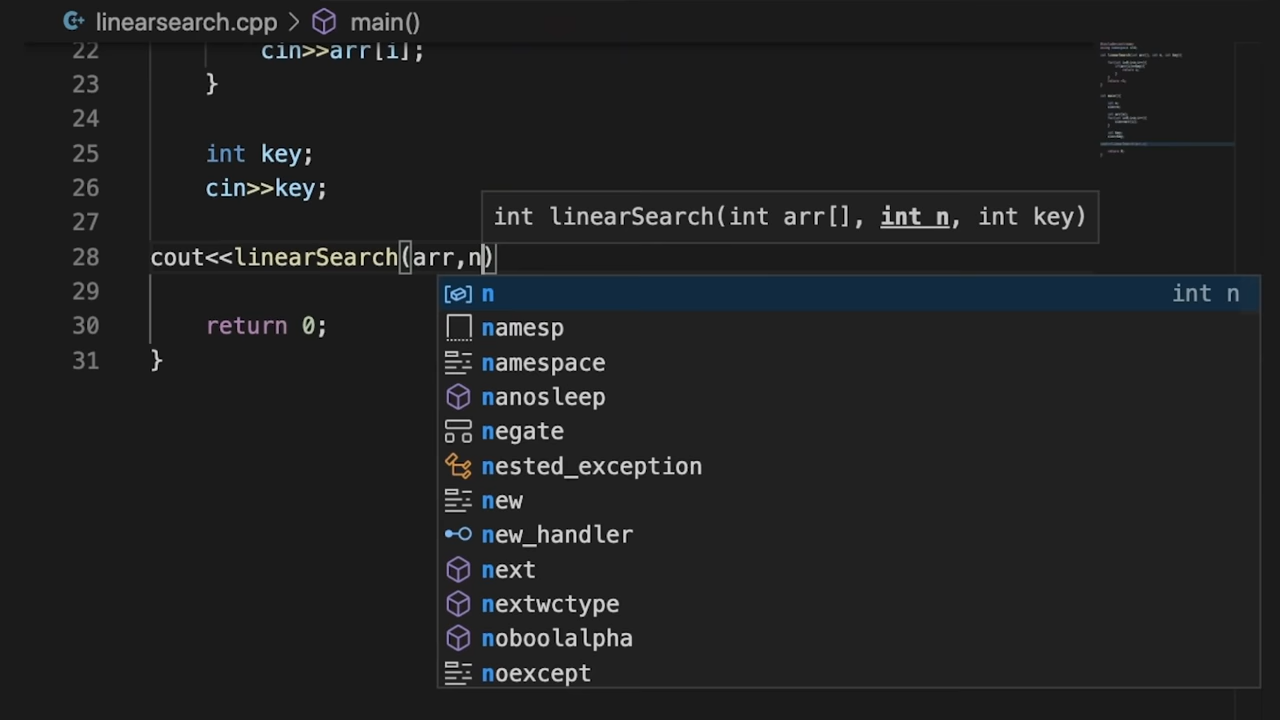 linearsearch.cpp > main()
22 cin>>arr[i];
23 }
24
25 int key;
26 cin>>key;
27
int linearSearch(int arr[], int n, int key)
28 cout<<linearSearch(arr,n)
29
30 return 0;
31 }
n int n
namesp
namespace
nanosleep
negate
nested_exception
new
new_handler
next
nextwctype
noboolalpha
noexcept